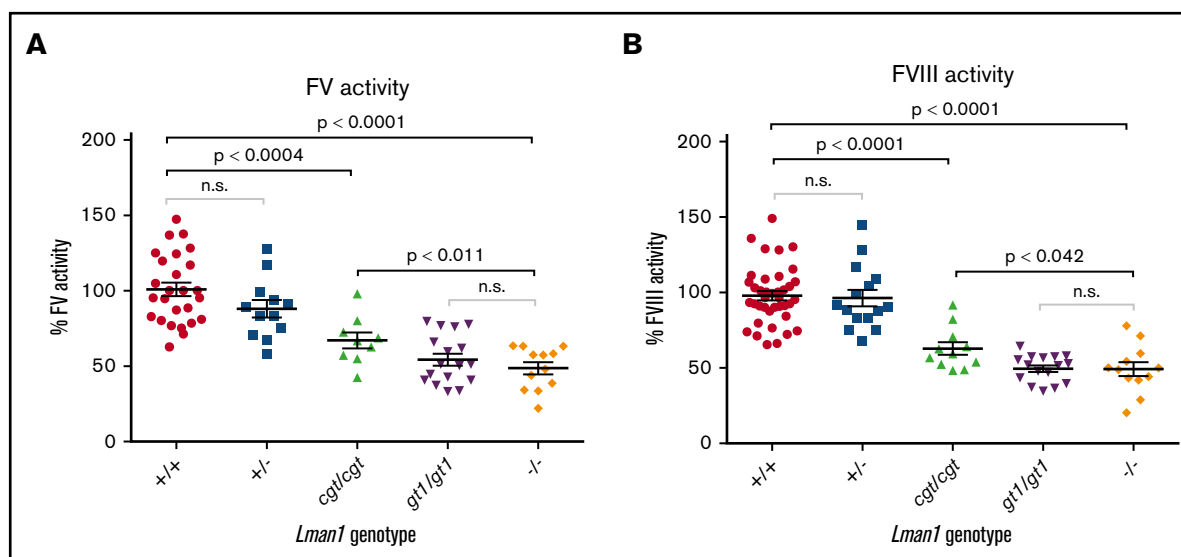 A
FV activity
p < 0.0001
p < 0.0004
n.s.
p < 0.011
n.s.
% FV activity
200
150
100
50
0
+/+
+/-
cgt/cgt
gt1/gt1
-/-
Lman1 genotype
B
FVIII activity
p < 0.0001
p < 0.0001
n.s.
p < 0.042
n.s.
% FVIII activity
200
150
100
50
0
+/+
+/-
cgt/cgt
gt1/gt1
-/-
Lman1 genotype